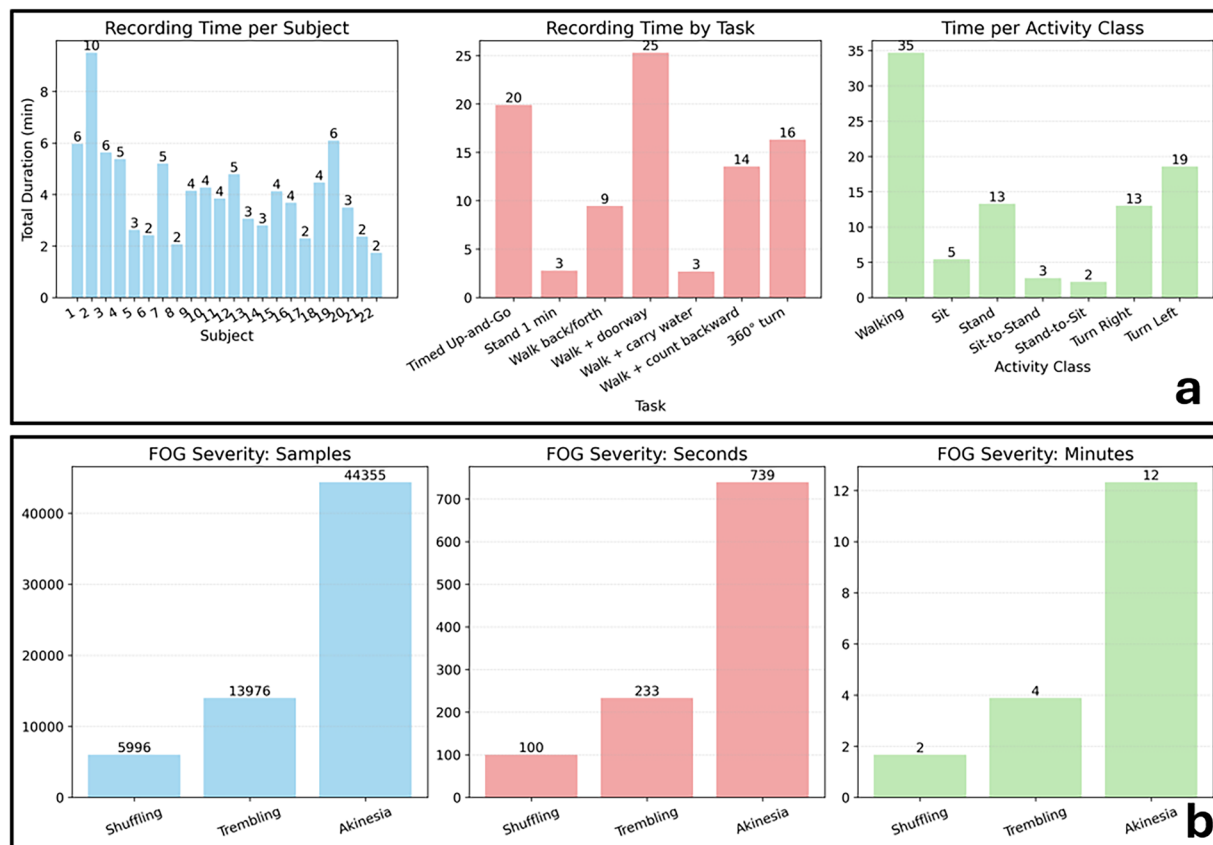 Recording Time per Subject
Total Duration (min)
8
6
4
2
0
6
10
6
5
3
2
5
2
4
4
4
5
3
3
4
4
2
4
6
3
2
2
1 2 3 4 5 6 7 8 9 10 11 12 13 14 15 16 17 18 19 20 21 22
Subject
Recording Time by Task
25
20
15
10
5
0
20
3
9
25
3
14
16
Timed Up-and-Go
Stand 1 min
Walk back/forth
Walk + doorway
Walk + carry water
Walk + count backward
360° turn
Task
Time per Activity Class
35
30
25
20
15
10
5
0
35
5
13
3
2
13
19
Walking
Sit
Stand
Sit-to-Stand
Stand-to-Sit
Turn Right
Turn Left
Activity Class
a
FOG Severity: Samples
40000
30000
20000
10000
0
5996
13976
44355
Shuffling
Trembling
Akinesia
FOG Severity: Seconds
700
600
500
400
300
200
100
0
100
233
739
Shuffling
Trembling
Akinesia
FOG Severity: Minutes
12
10
8
6
4
2
0
2
4
12
Shuffling
Trembling
Akinesia
b